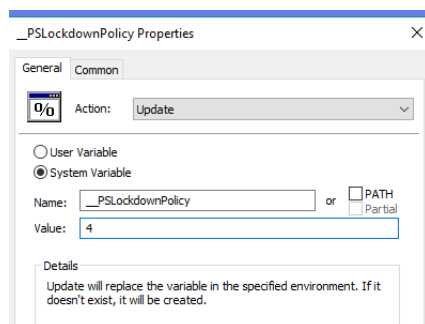 __PSLockdownPolicy Properties
General Common
% Action: Update
User Variable
System Variable
Name: __PSLockdownPolicy or PATH
Partial
Value: 4
Details
Update will replace the variable in the specified environment. If it
doesn't exist, it will be created.